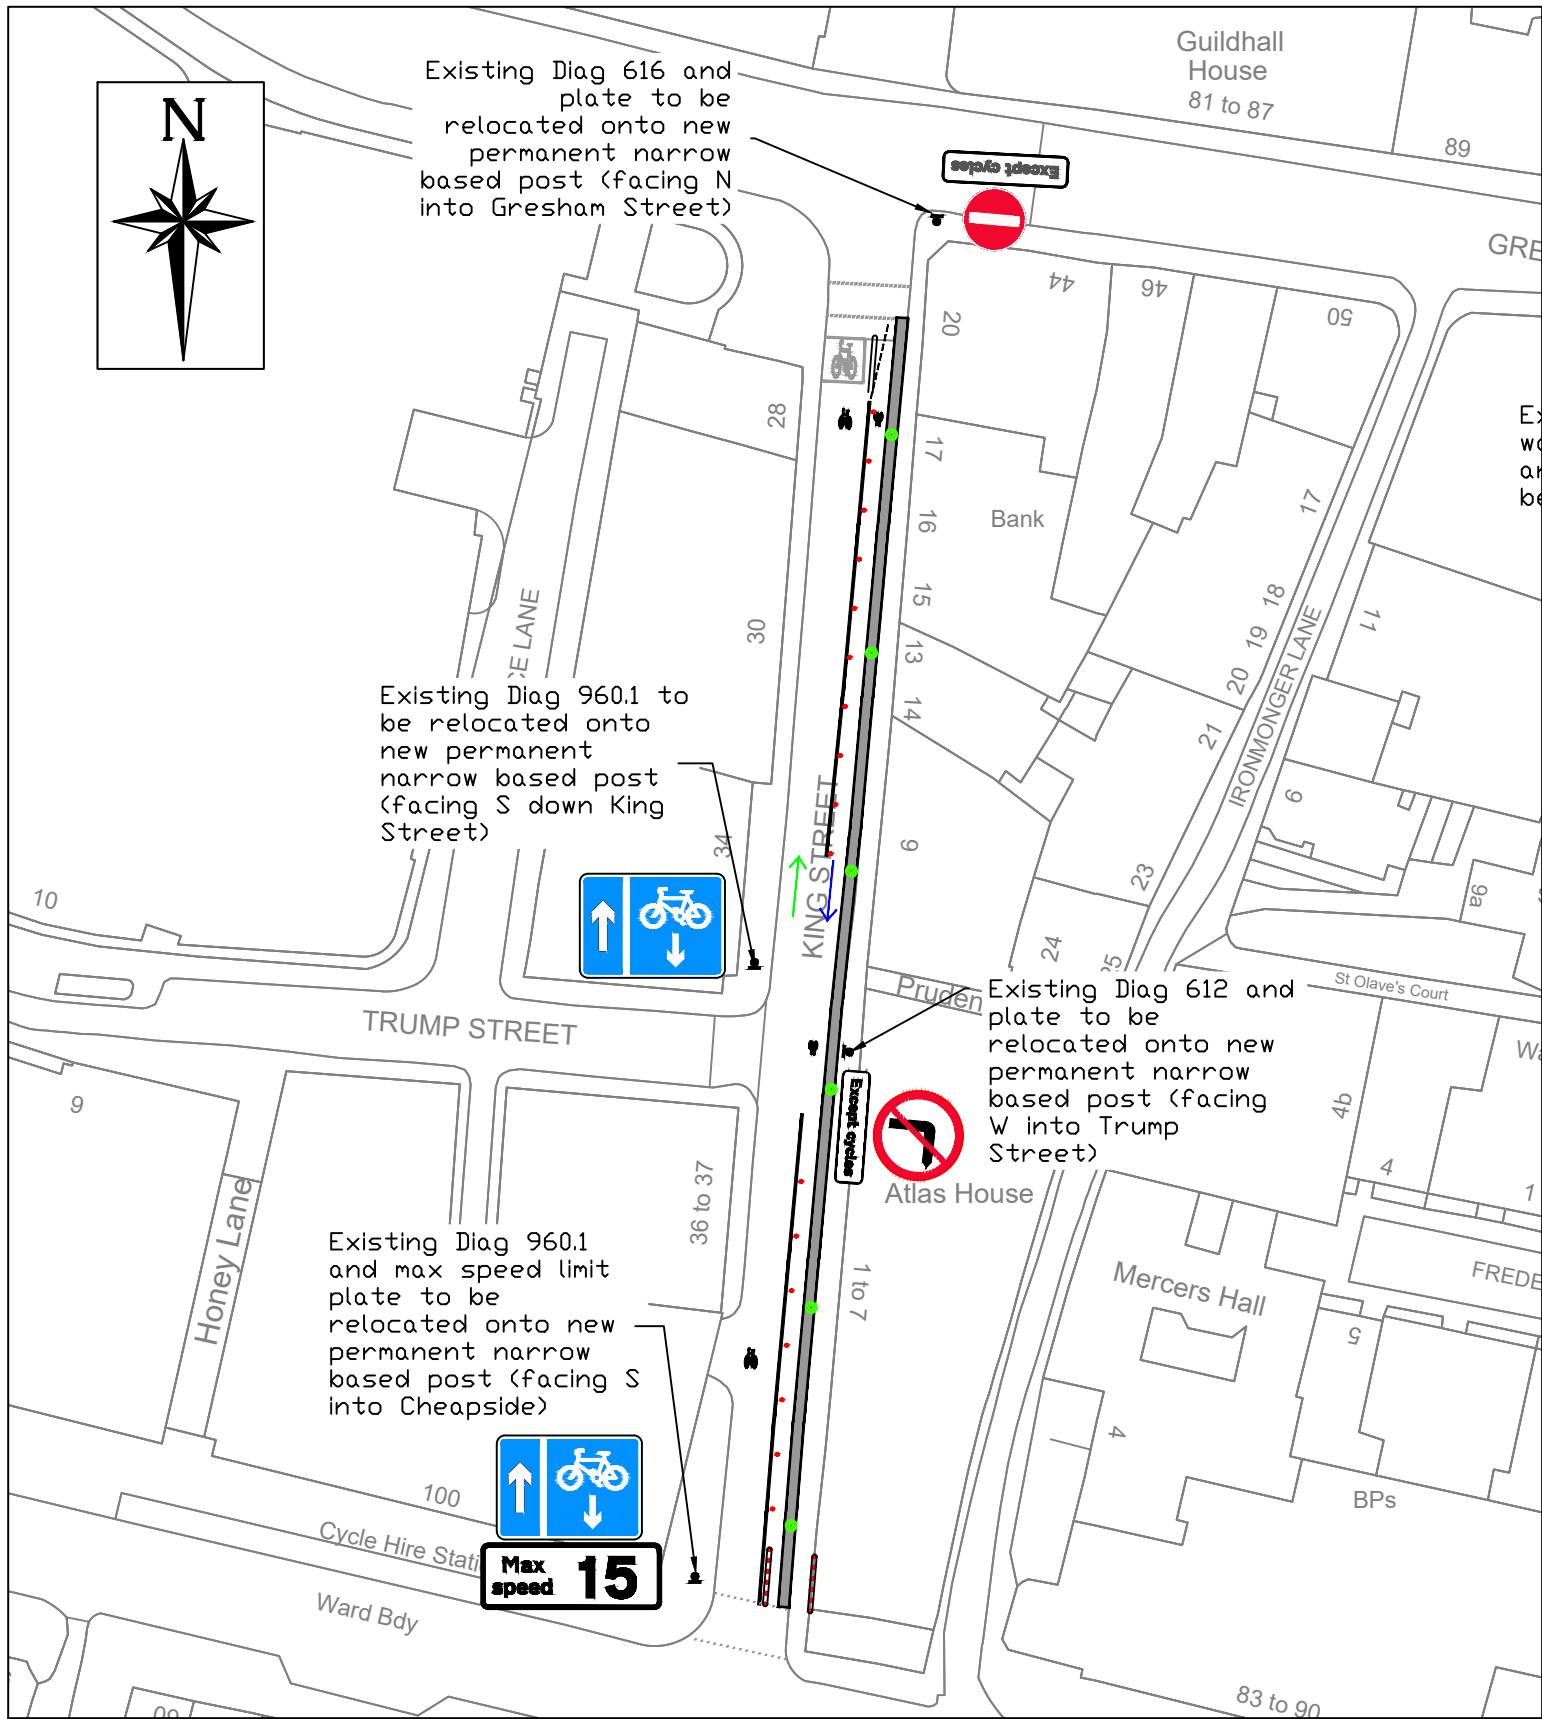 Guildhall
House
81 to 87
89
N
Existing Diag 616 and
plate to be
relocated onto new
permanent narrow
based post (facing N
into Gresham Street)
Except cycles
GRE
44
46
50
20
28
17
16
15
13
14
9
Bank
30
34
17
18
19
20
21
23
24
25
11
9
9a
IRONMONGER LANE
CE LANE
KING STREET
Existing Diag 960.1 to
be relocated onto
new permanent
narrow based post
(facing S down King
Street)
10
TRUMP STREET
Pruden
St Olave's Court
Existing Diag 612 and
plate to be
relocated onto new
permanent narrow
based post (facing
W into Trump
Street)
Except cycles
Atlas House
9
Honey Lane
36 to 37
1 to 7
4b
4
1
Mercers Hall
FREDE
5
4
BPs
Existing Diag 960.1
and max speed limit
plate to be
relocated onto new
permanent narrow
based post (facing S
into Cheapside)
100
Cycle Hire Stati
Max
speed 15
Ward Bdy
83 to 90